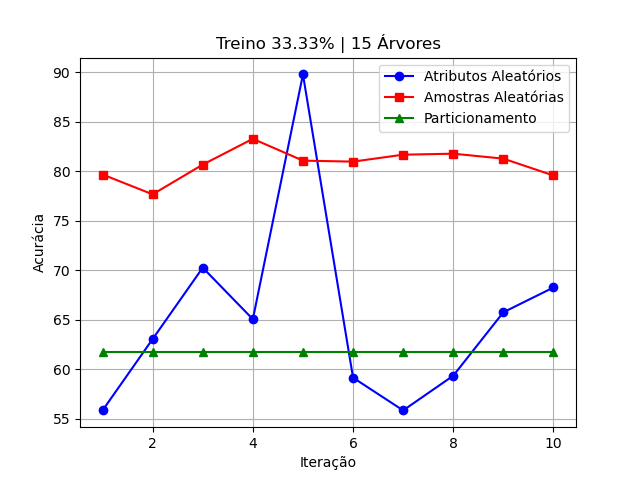 Treino 33.33% | 15 Árvores
Atributos Aleatórios
Amostras Aleatórias
Particionamento
Acurácia
90
85
80
75
70
65
60
55
2 4 6 8 10
Iteração